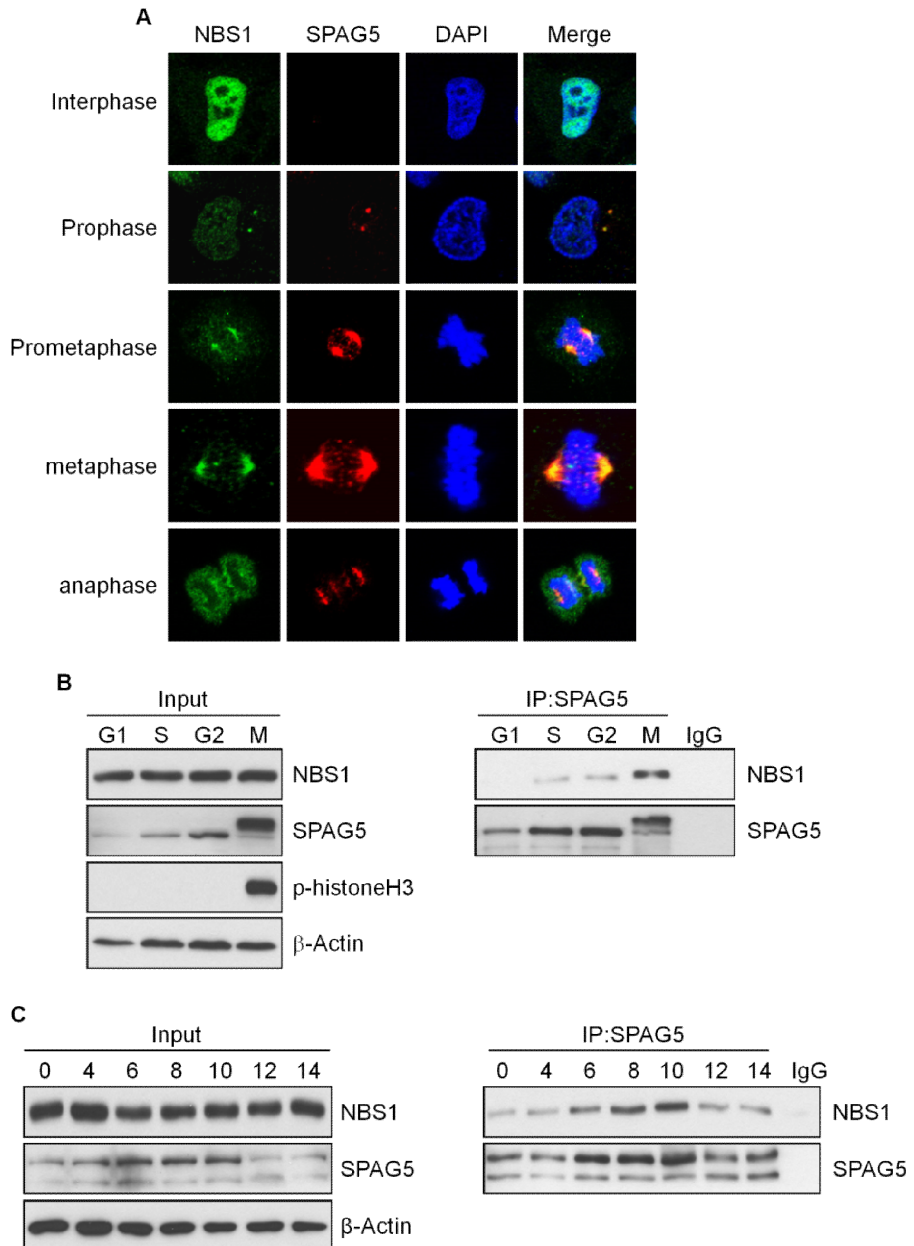 A
NBS1 SPAG5 DAPI Merge
Interphase
Prophase
Prometaphase
metaphase
anaphase
B
Input
G1 S G2 M
NBS1
SPAG5
p-histoneH3
β-Actin
IP:SPAG5
G1 S G2 M IgG
NBS1
SPAG5
C
Input
0 4 6 8 10 12 14
NBS1
SPAG5
β-Actin
IP:SPAG5
0 4 6 8 10 12 14 IgG
NBS1
SPAG5